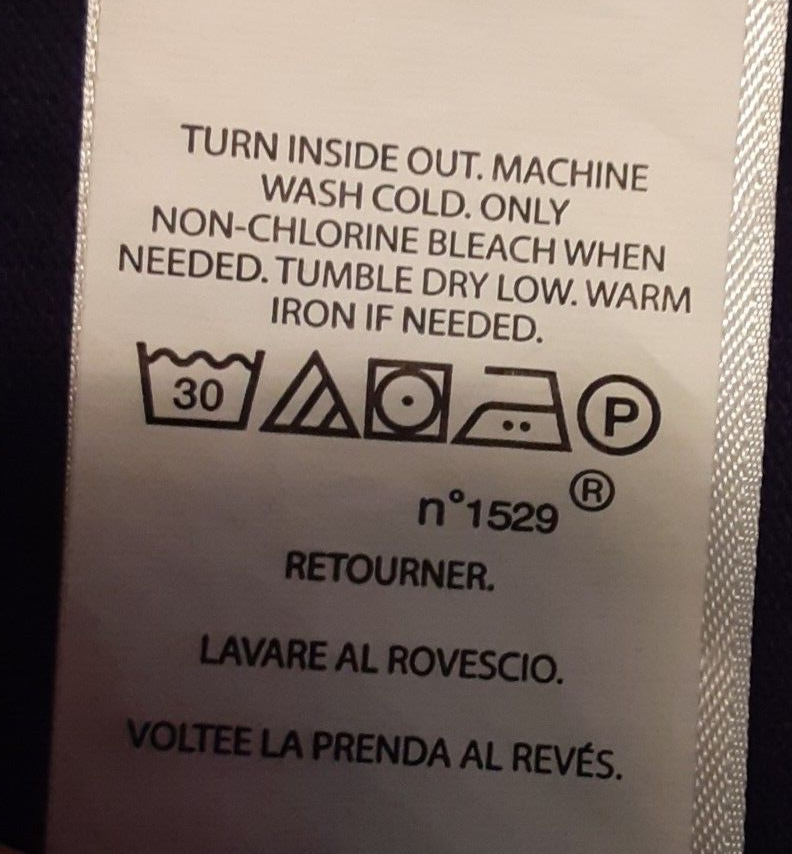 TURN INSIDE OUT. MACHINE
WASH COLD. ONLY
NON-CHLORINE BLEACH WHEN
NEEDED. TUMBLE DRY LOW. WARM
IRON IF NEEDED.
30 P
n°1529 ®
RETOURNER.
LAVARE AL ROVESCIO.
VOLTEE LA PRENDA AL REVÉS.